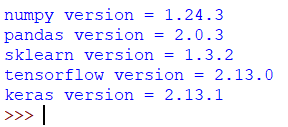 numpy version = 1.24.3
pandas version = 2.0.3
sklearn version = 1.3.2
tensorflow version = 2.13.0
keras version = 2.13.1
>>>